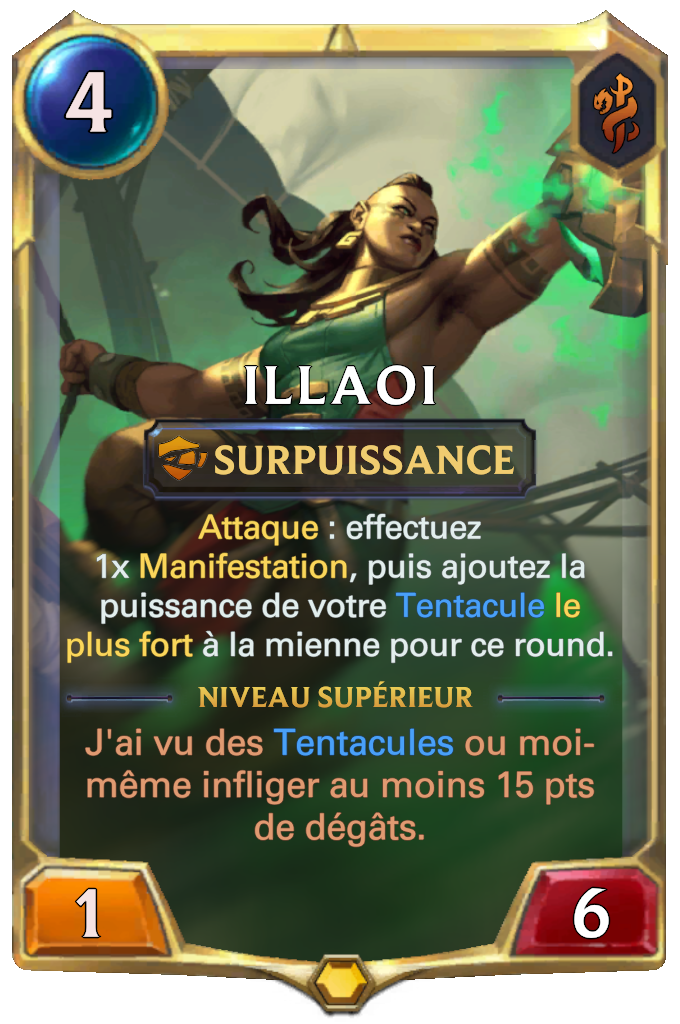 4
ILLAOI
SURPUISSANCE
Attaque : effectuez
1x Manifestation, puis ajoutez la
puissance de votre Tentacule le
plus fort à la mienne pour ce round.
NIVEAU SUPÉRIEUR
J'ai vu des Tentacules ou moi-
même infliger au moins 15 pts
de dégâts.
1
6